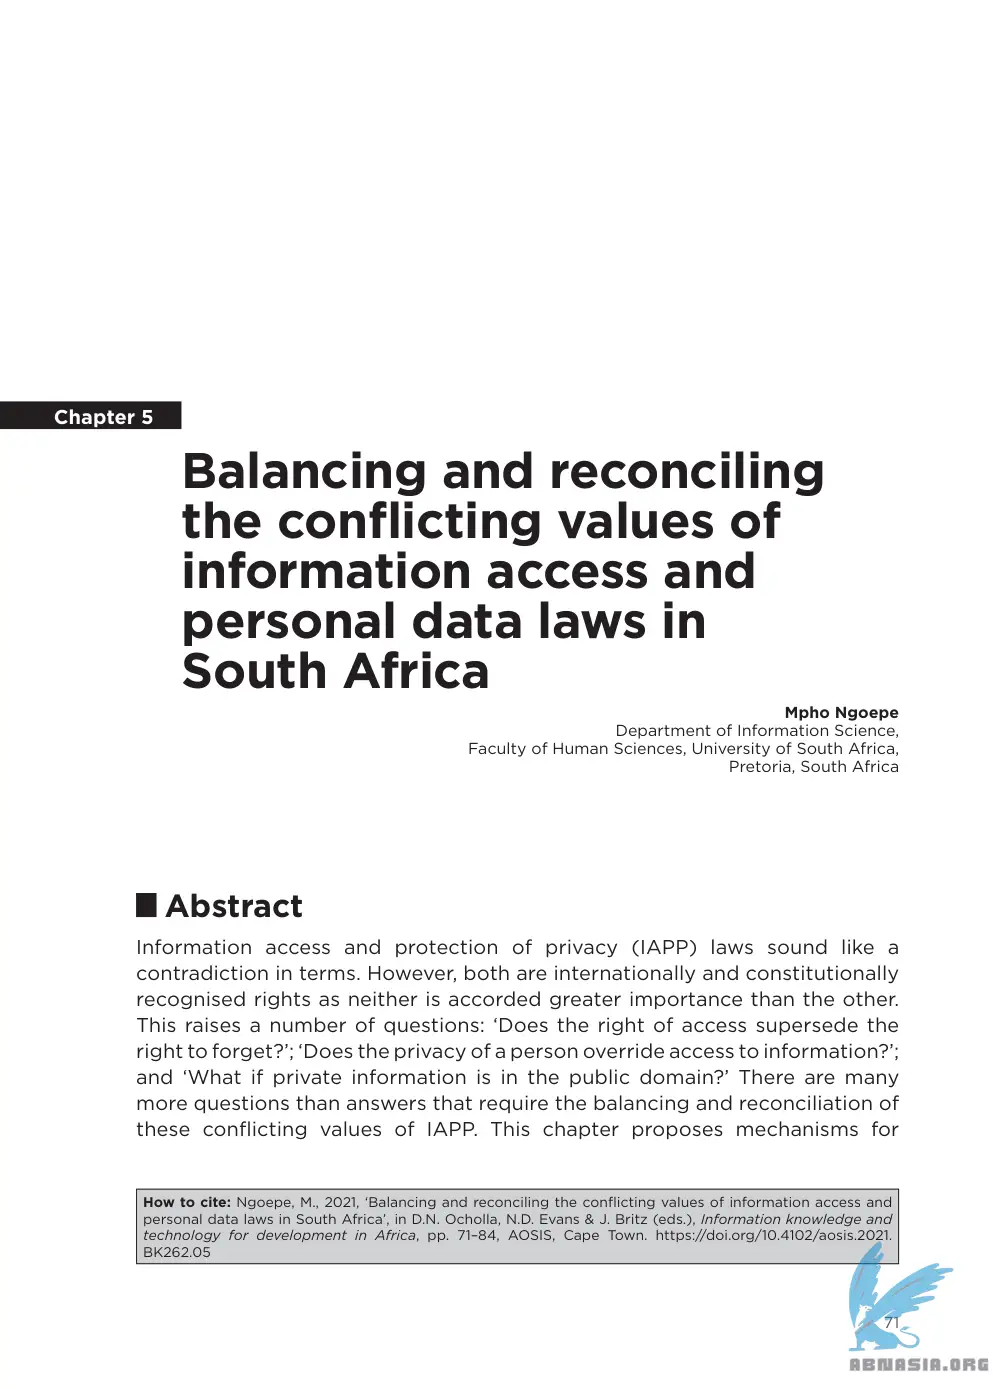 Chapter 5
Balancing and reconciling
the conflicting values of
information access and
personal data laws in
South Africa
Mpho Ngoepe
Department of Information Science,
Faculty of Human Sciences, University of South Africa,
Pretoria, South Africa
Abstract
Information access and protection of privacy (IAPP) laws sound like a
contradiction in terms. However, both are internationally and constitutionally
recognised rights as neither is accorded greater importance than the other.
This raises a number of questions: ‘Does the right of access supersede the
right to forget?’; ‘Does the privacy of a person override access to information?’;
and ‘What if private information is in the public domain?’ There are many
more questions than answers that require the balancing and reconciliation of
these conflicting values of IAPP. This chapter proposes mechanisms for
How to cite: Ngoepe, M., 2021, ‘Balancing and reconciling the conflicting values of information access and
personal data laws in South Africa’, in D.N. Ocholla, N.D. Evans & J. Britz (eds.), Information knowledge and
technology for development in Africa, pp. 71–84, AOSIS, Cape Town. https://doi.org/10.4102/aosis.2021.
BK262.05
71
ABNASIA.ORG